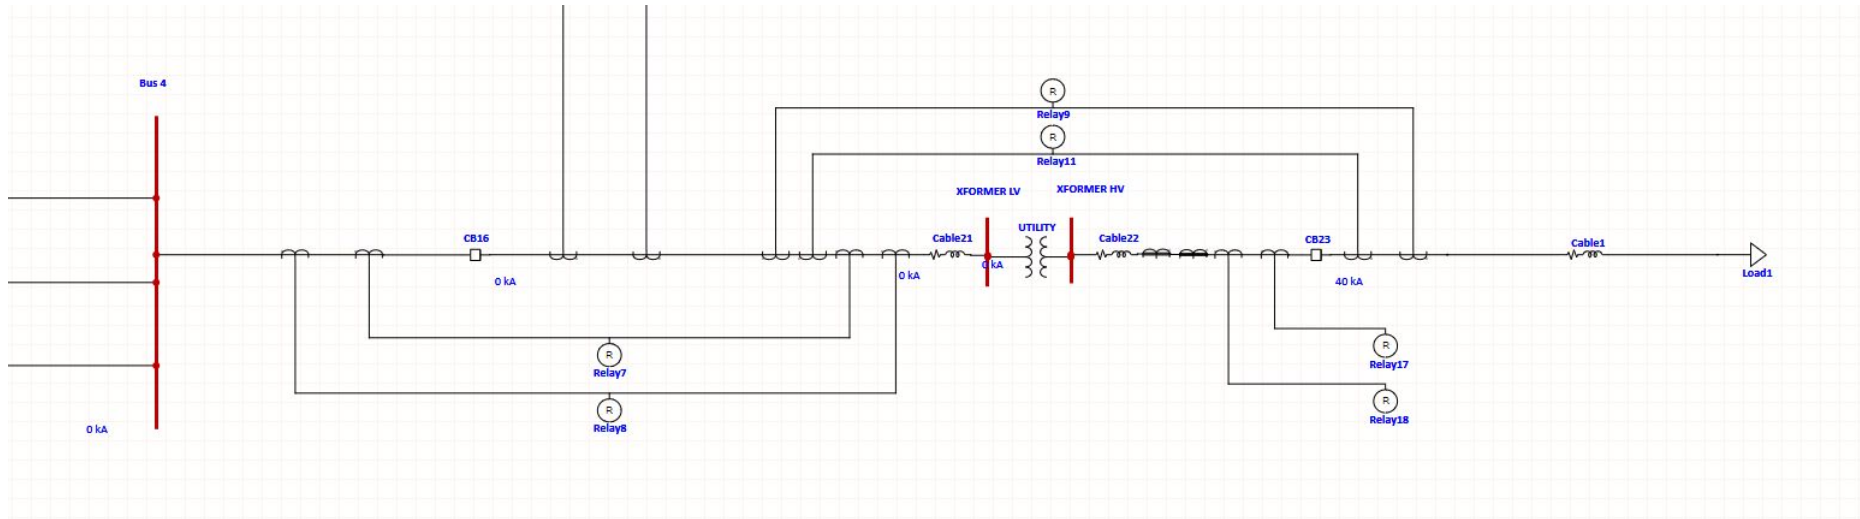 Bus 4
R
Relay9
R
Relay11
XFORMER LV
XFORMER HV
UTILITY
CB16
Cable21
Cable22
CB23
Cable1
0 kA
0 kA
0 kA
40 kA
Load1
R
Relay7
R
Relay17
R
Relay8
R
Relay18
0 kA